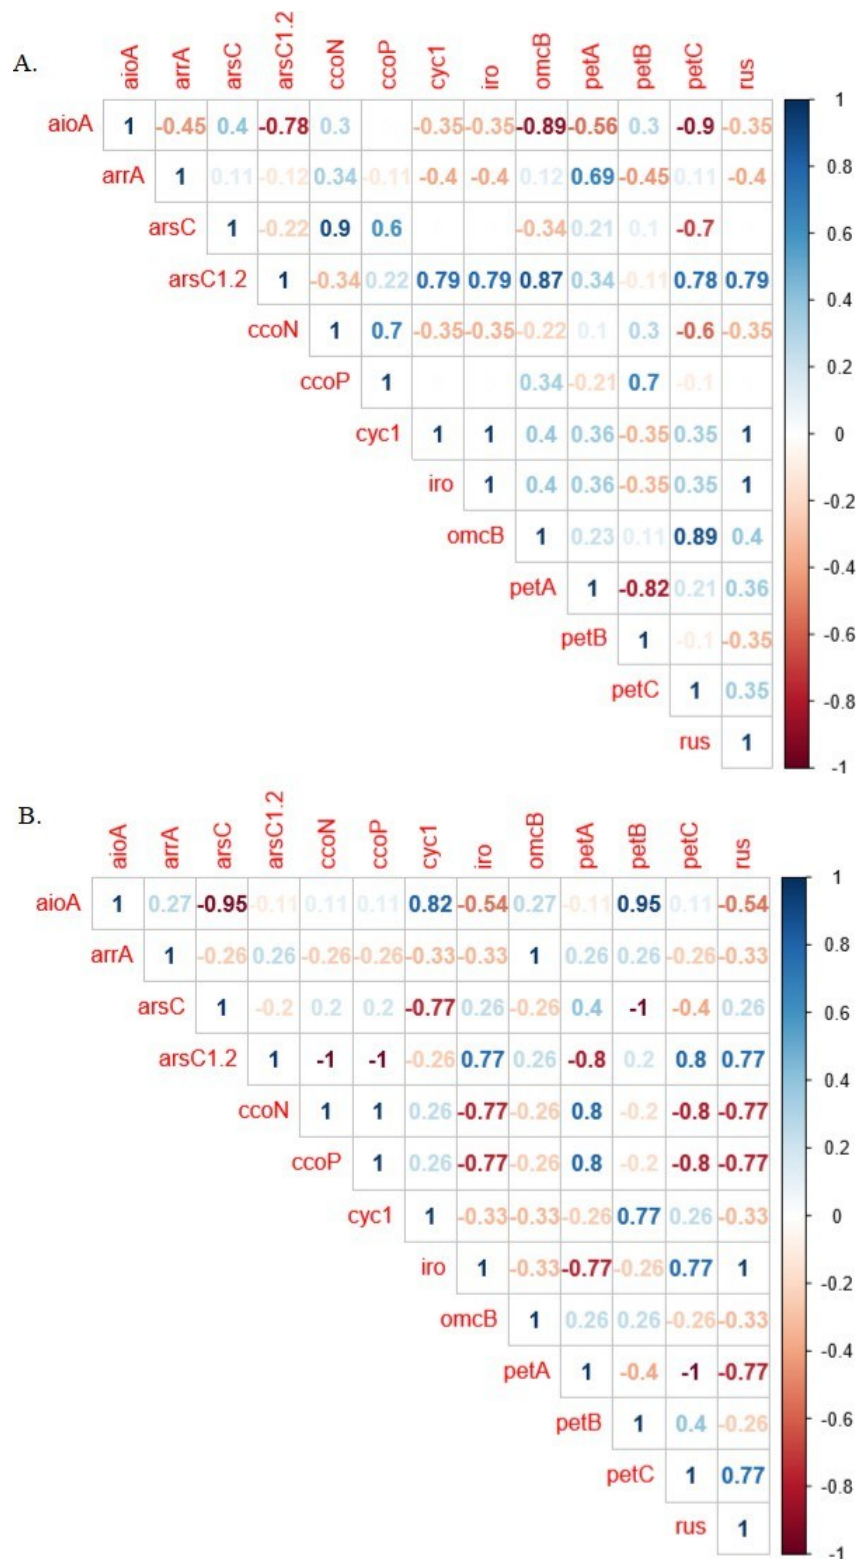 A.
aioA arrA arsC arsC1.2 ccoN ccoP cyc1 iro omcB petA petB petC rus
aioA 1 -0.45 0.4 -0.78 0.3 -0.35 -0.35 -0.89 -0.56 0.3 -0.9 -0.35
arrA 1 0.11 -0.12 0.34 -0.11 -0.4 -0.4 0.12 0.69 -0.45 0.11 -0.4
arsC 1 -0.22 0.9 0.6 -0.34 0.21 0.1 -0.7
arsC1.2 1 -0.34 0.22 0.79 0.79 0.87 0.34 -0.11 0.78 0.79
ccoN 1 0.7 -0.35 -0.35 -0.22 0.1 0.3 -0.6 -0.35
ccoP 1 0.34 -0.21 0.7 -0.1
cyc1 1 1 0.4 0.36 -0.35 0.35 1
iro 1 0.4 0.36 -0.35 0.35 1
omcB 1 0.23 0.11 0.89 0.4
petA 1 -0.82 0.21 0.36
petB 1 -0.1 -0.35
petC 1 0.35
rus 1
1
0.8
0.6
0.4
0.2
0
-0.2
-0.4
-0.6
-0.8
-1
B.
aioA arrA arsC arsC1.2 ccoN ccoP cyc1 iro omcB petA petB petC rus
aioA 1 0.27 -0.95 -0.11 0.11 0.11 0.82 -0.54 0.27 -0.11 0.95 0.11 -0.54
arrA 1 -0.26 0.26 -0.26 -0.26 -0.33 -0.33 1 0.26 0.26 -0.26 -0.33
arsC 1 -0.2 0.2 0.2 -0.77 0.26 -0.26 0.4 -1 -0.4 0.26
arsC1.2 1 -1 -1 -0.26 0.77 0.26 -0.8 0.2 0.8 0.77
ccoN 1 1 0.26 -0.77 -0.26 0.8 -0.2 -0.8 -0.77
ccoP 1 0.26 -0.77 -0.26 0.8 -0.2 -0.8 -0.77
cyc1 1 -0.33 -0.33 -0.26 0.77 0.26 -0.33
iro 1 -0.33 -0.77 -0.26 0.77 1
omcB 1 0.26 0.26 -0.26 -0.33
petA 1 -0.4 -1 -0.77
petB 1 0.4 -0.26
petC 1 0.77
rus 1
1
0.8
0.6
0.4
0.2
0
-0.2
-0.4
-0.6
-0.8
-1